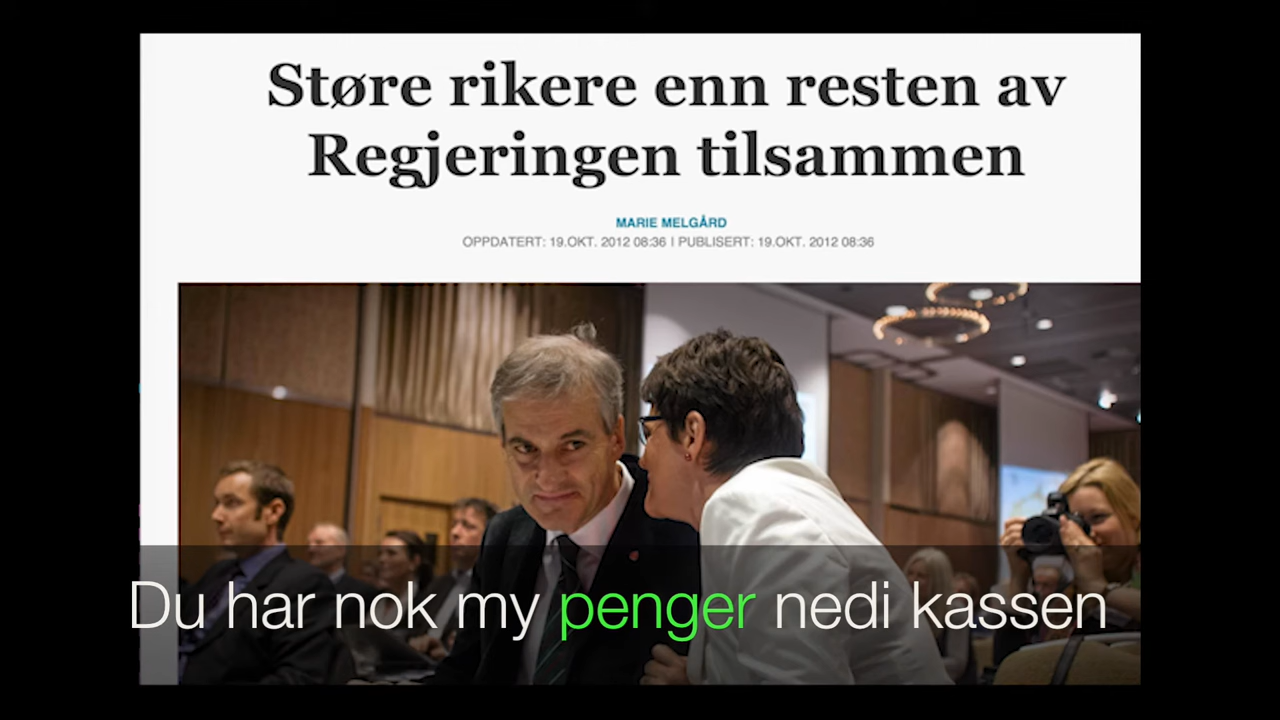 Støre rikere enn resten av
Regjeringen tilsammen
MARIE MELGÅRD
OPPDATERT: 19.OKT. 2012 08:36 | PUBLISERT: 19.OKT. 2012 08:36
Du har nok my penger nedi kassen